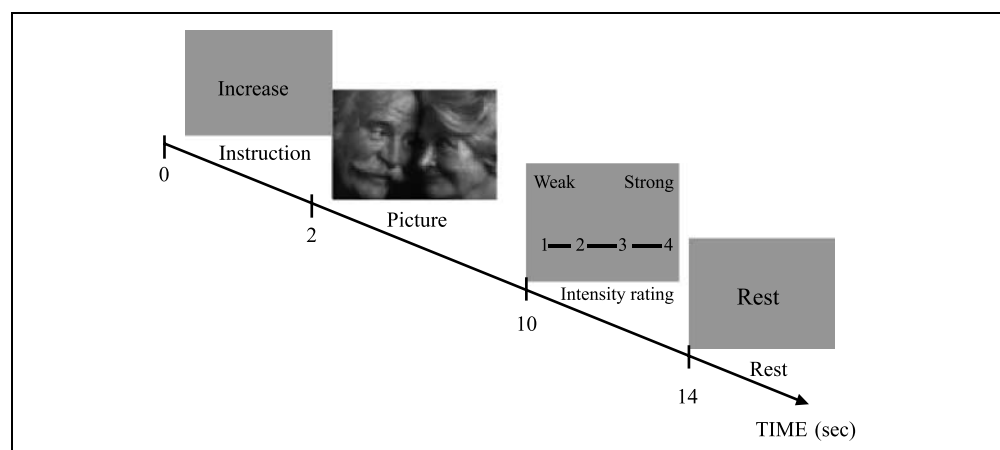 Increase
Instruction
0
Picture
2
Weak Strong
1 2 3 4
Intensity rating
10
Rest
Rest
14
TIME (sec)